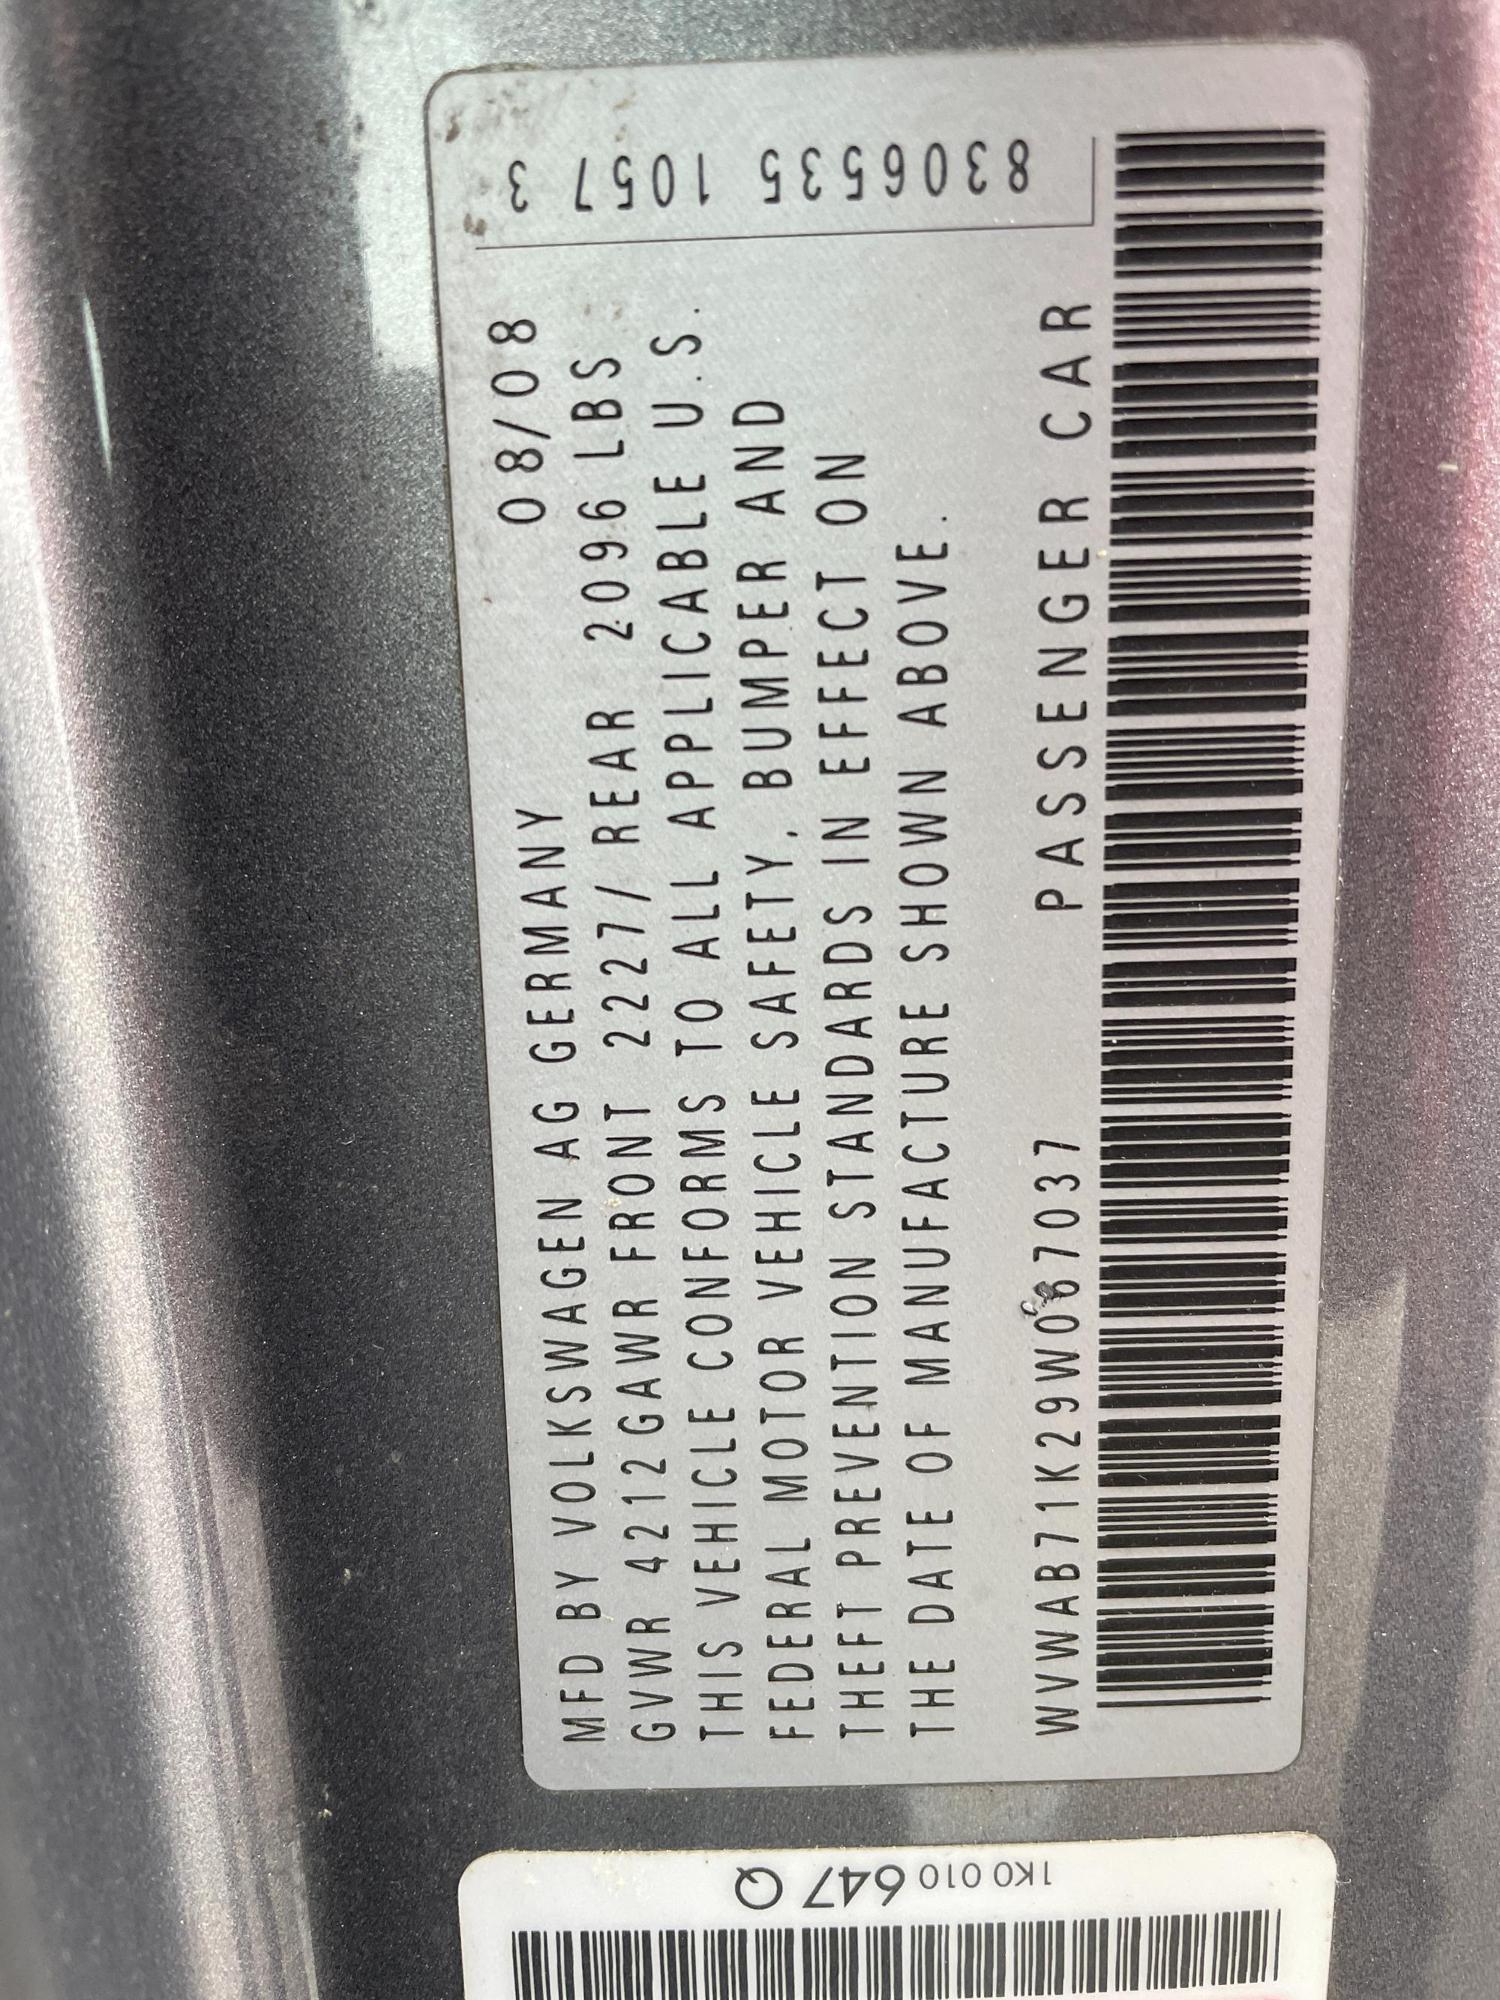 MFD BY VOLKSWAGEN AG GERMANY 08/08
GVWR 4212 GAWR FRONT 2227/ REAR 2096 LBS
THIS VEHICLE CONFORMS TO ALL APPLICABLE U.S.
FEDERAL MOTOR VEHICLE SAFETY, BUMPER AND
THEFT PREVENTION STANDARDS IN EFFECT ON
THE DATE OF MANUFACTURE SHOWN ABOVE.
WVWAB71K29W067037 PASSENGER CAR
8306535 1057 3
1K0 010 647 Q